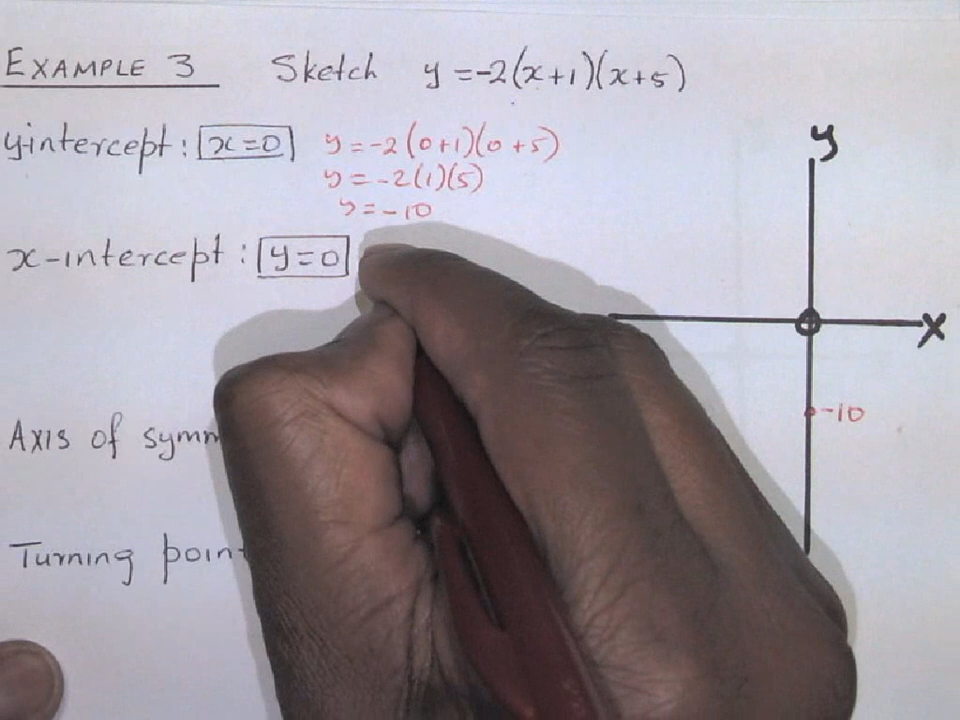 EXAMPLE 3 Sketch y = -2(x+1)(x+5)
y-intercept : x=0 y = -2(0+1)(0+5)
y = -2(1)(5)
y = -10
y
x-intercept : y=0
x
-10
Axis of symm
Turning point